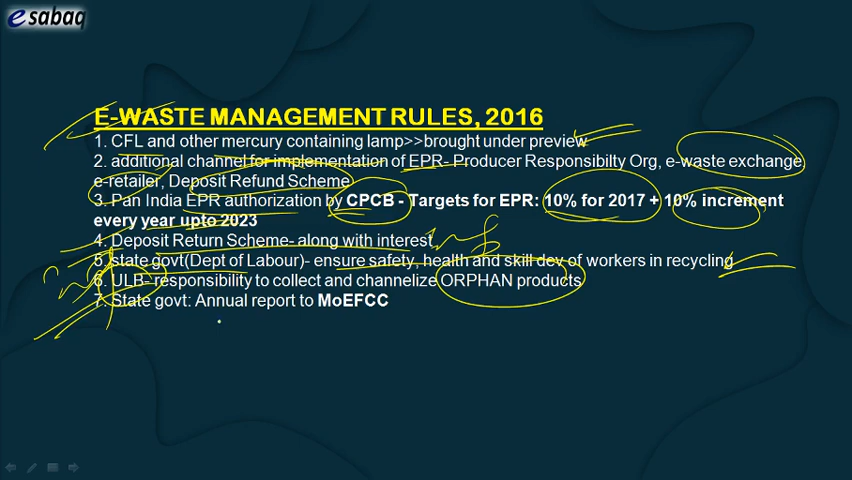 esabaq
E-WASTE MANAGEMENT RULES, 2016
1. CFL and other mercury containing lamp>>brought under preview
2. additional channel for implementation of EPR- Producer Responsibilty Org, e-waste exchange,
e-retailer, Deposit Refund Scheme
3. Pan India EPR authorization by CPCB - Targets for EPR: 10% for 2017 + 10% increment
every year upto 2023
4. Deposit Return Scheme- along with interest
5. state govt(Dept of Labour)- ensure safety, health and skill dev of workers in recycling
6. ULB- responsibility to collect and channelize ORPHAN products
7. State govt: Annual report to MoEFCC